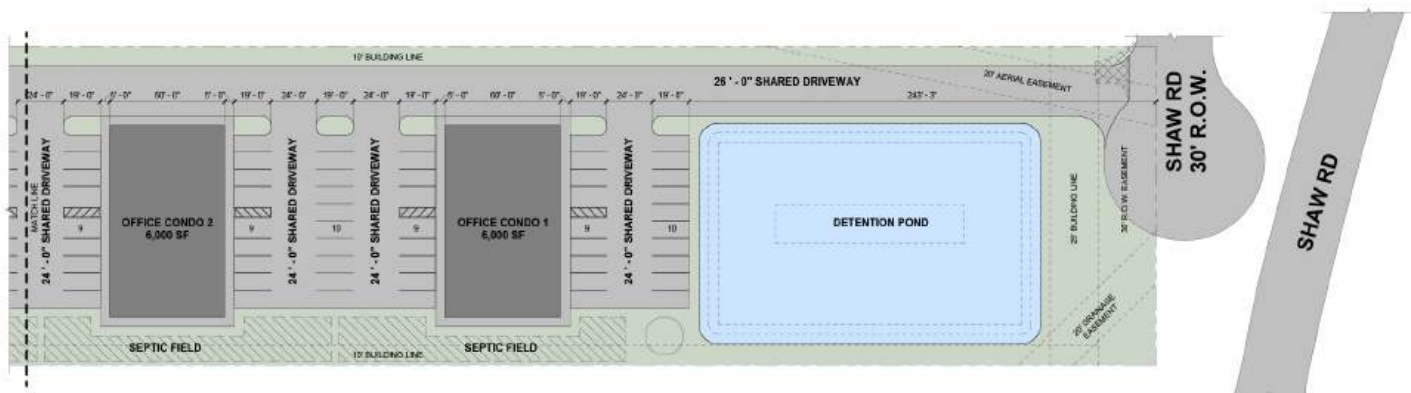 10' BUILDING LINE
26 ' - 0" SHARED DRIVEWAY
20' AERIAL EASEMENT
24' - 0"
19' - 0"
5' - 0"
60' - 0"
5' - 0"
19' - 0"
24' - 0"
19' - 0"
24' - 0"
19' - 0"
5' - 0"
60' - 0"
5' - 0"
19' - 0"
24' - 0"
19' - 0"
243' - 3"
SHAW RD
30' R.O.W.
SHAW RD
MATCH LINE
24 ' - 0" SHARED DRIVEWAY
9
OFFICE CONDO 2
6,000 SF
9
24 ' - 0" SHARED DRIVEWAY
10
24 ' - 0" SHARED DRIVEWAY
9
OFFICE CONDO 1
6,000 SF
9
24 ' - 0" SHARED DRIVEWAY
10
DETENTION POND
25' BUILDING LINE
30' R.O.W. EASEMENT
20' DRAINAGE
EASEMENT
SEPTIC FIELD
10' BUILDING LINE
SEPTIC FIELD